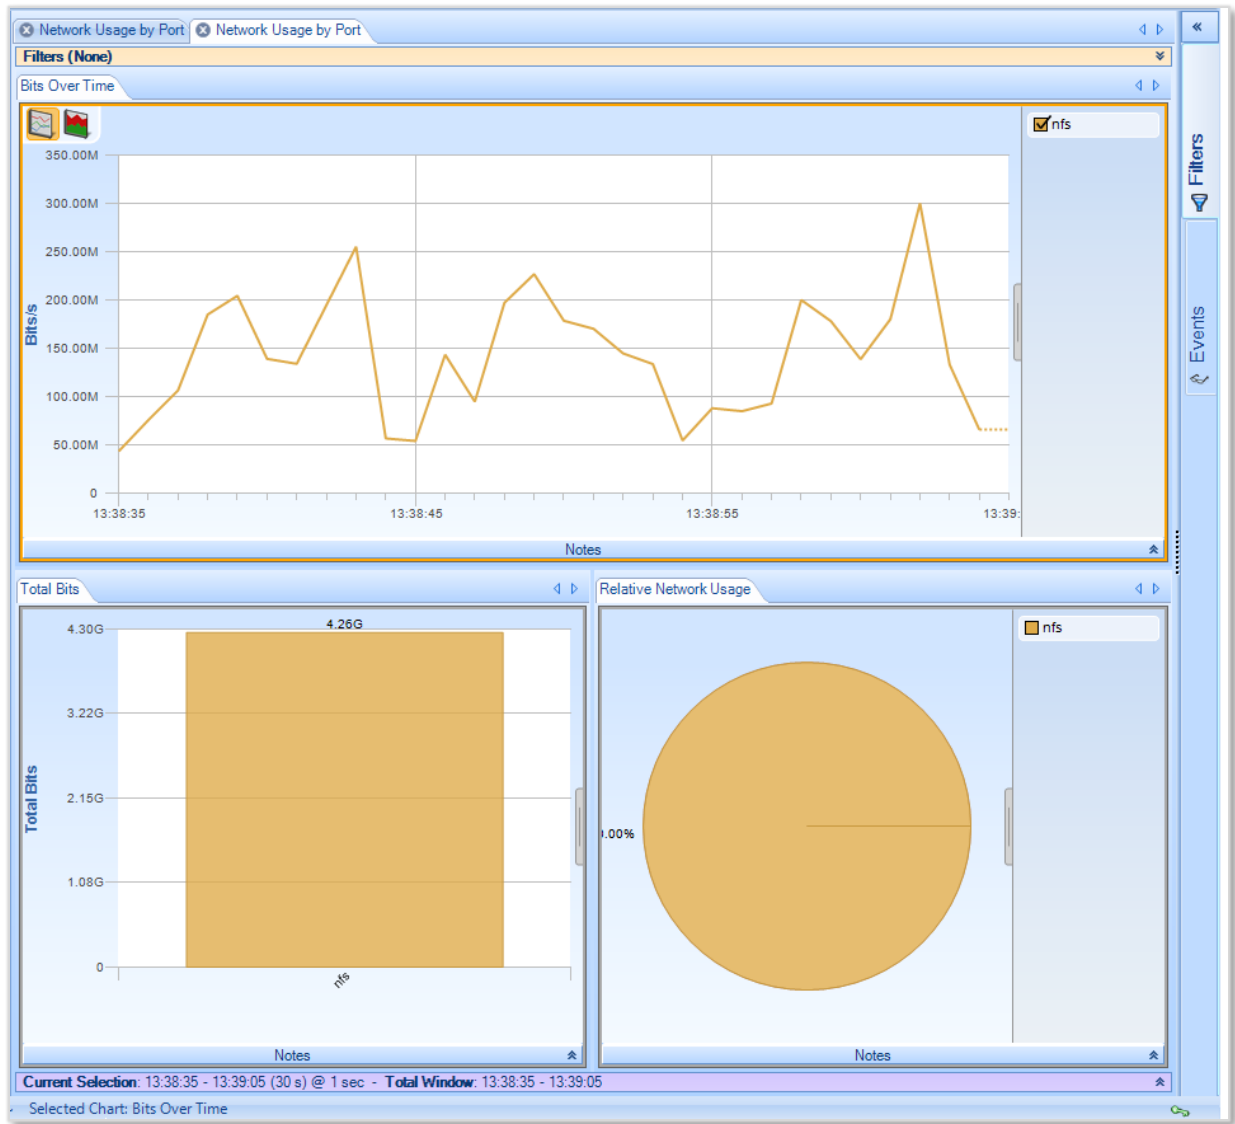 Network Usage by Port Network Usage by Port
Filters (None)
Bits Over Time
nfs
350.00M
300.00M
250.00M
200.00M
150.00M
100.00M
50.00M
0
Bits/s
13:38:35 13:38:45 13:38:55 13:39:
Notes
Filters
Events
Total Bits
4.26G
4.30G
3.22G
2.15G
1.08G
0
Total Bits
nfs
Notes
Relative Network Usage
nfs
.00%
Notes
Current Selection: 13:38:35 - 13:39:05 (30 s) @ 1 sec - Total Window: 13:38:35 - 13:39:05
Selected Chart: Bits Over Time